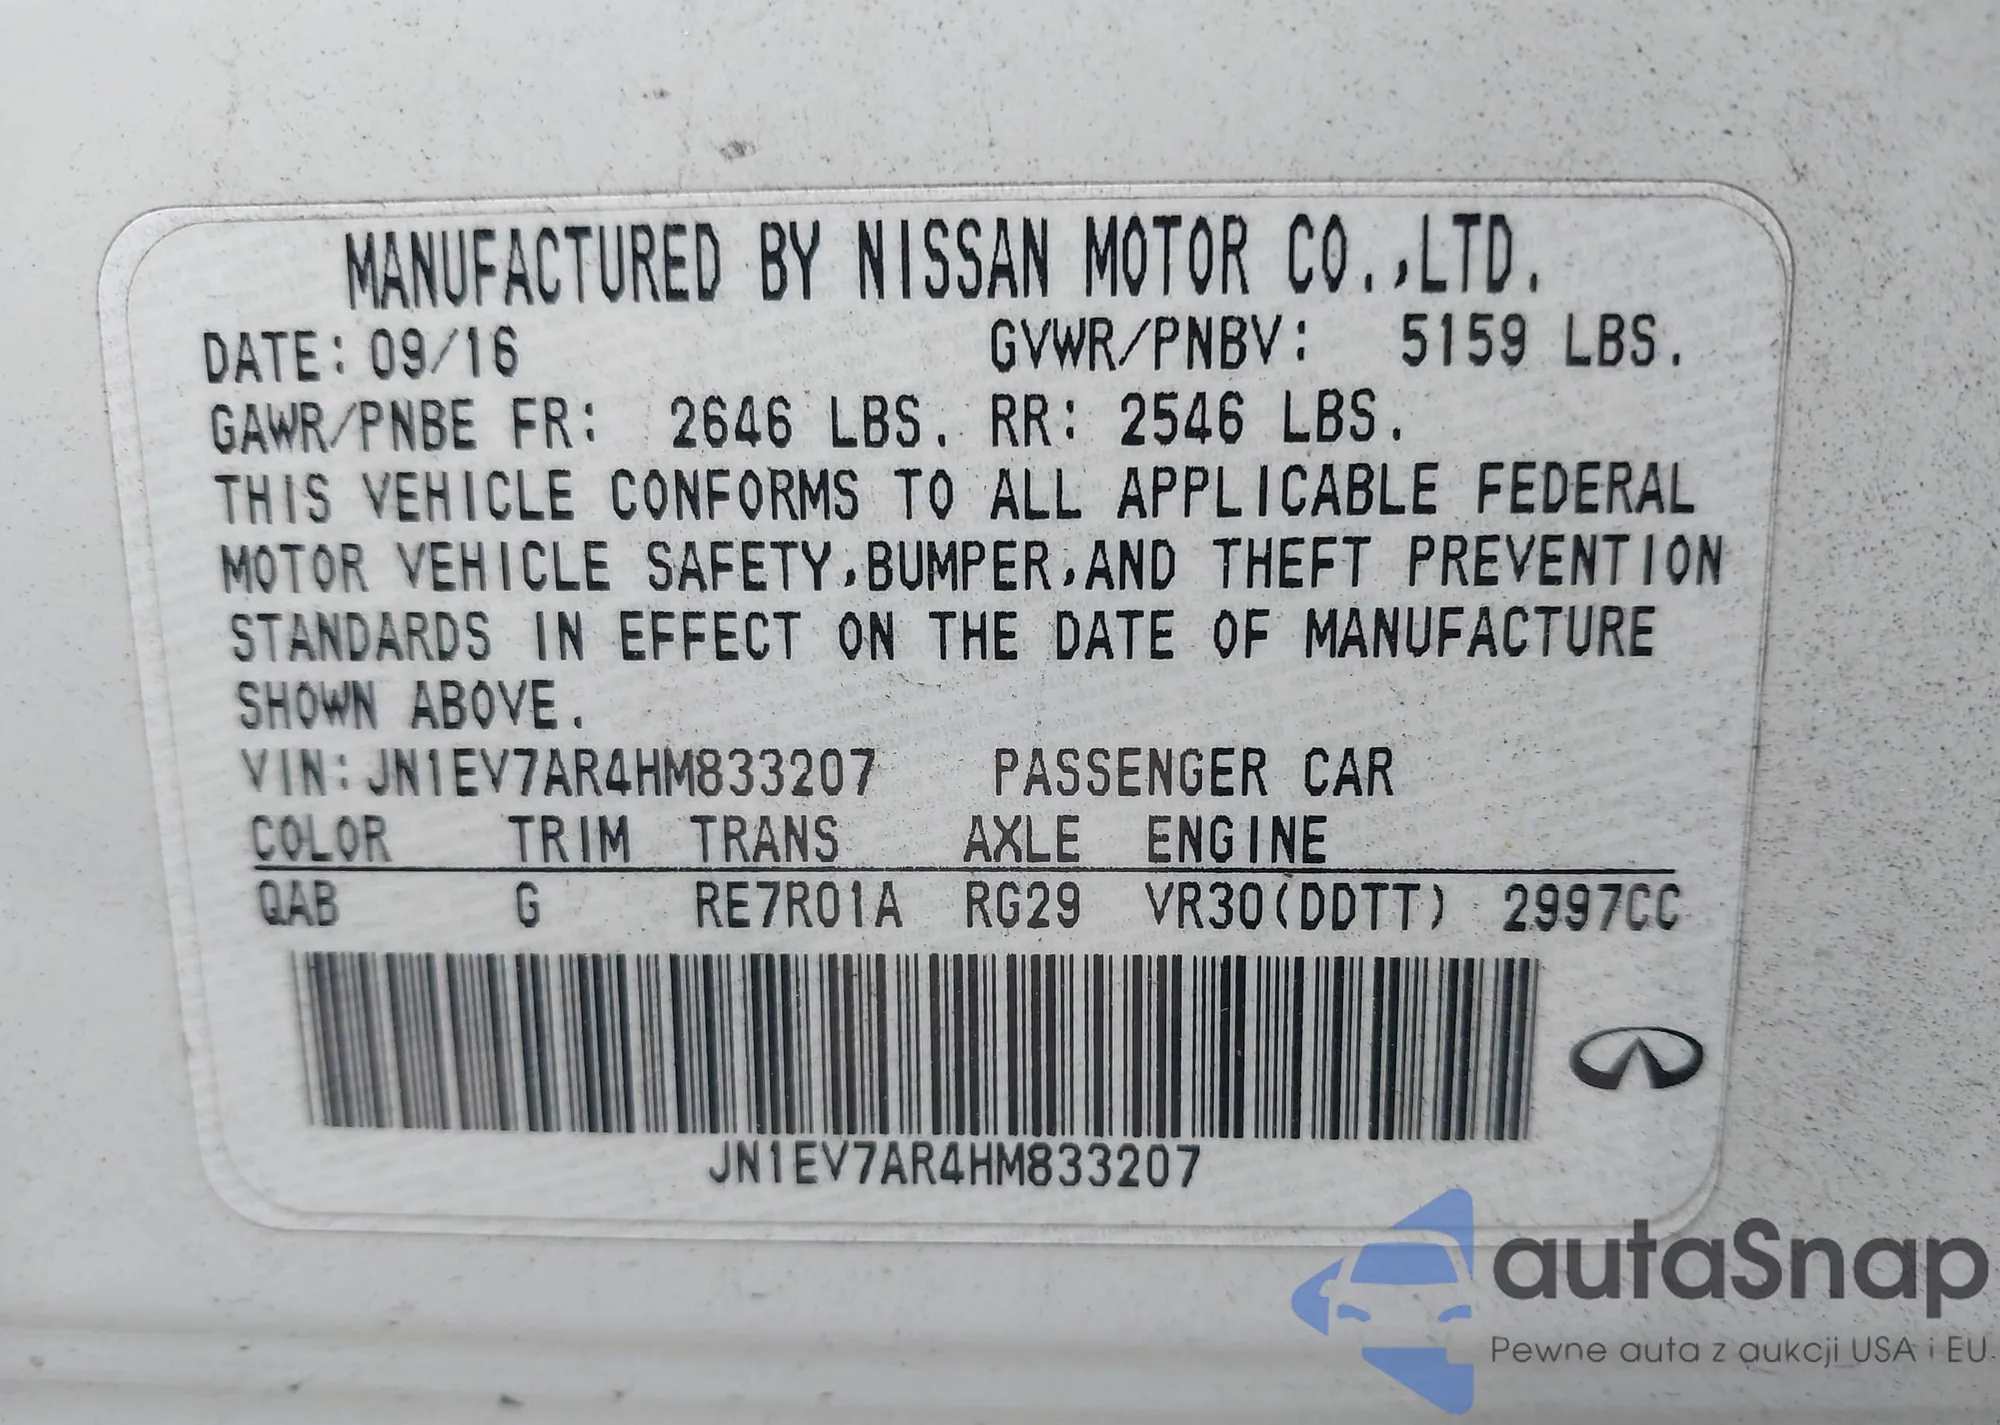 MANUFACTURED BY NISSAN MOTOR CO.,LTD.
DATE: 09/16 GVWR/PNBV: 5159 LBS.
GAWR/PNBE FR: 2646 LBS. RR: 2546 LBS.
THIS VEHICLE CONFORMS TO ALL APPLICABLE FEDERAL
MOTOR VEHICLE SAFETY,BUMPER,AND THEFT PREVENTION
STANDARDS IN EFFECT ON THE DATE OF MANUFACTURE
SHOWN ABOVE.
VIN: JN1EV7AR4HM833207 PASSENGER CAR
COLOR TRIM TRANS AXLE ENGINE
QAB G RE7R01A RG29 VR30(DDTT) 2997CC
JN1EV7AR4HM833207
autaSnap
Pewne auta z aukcji USA i EU.